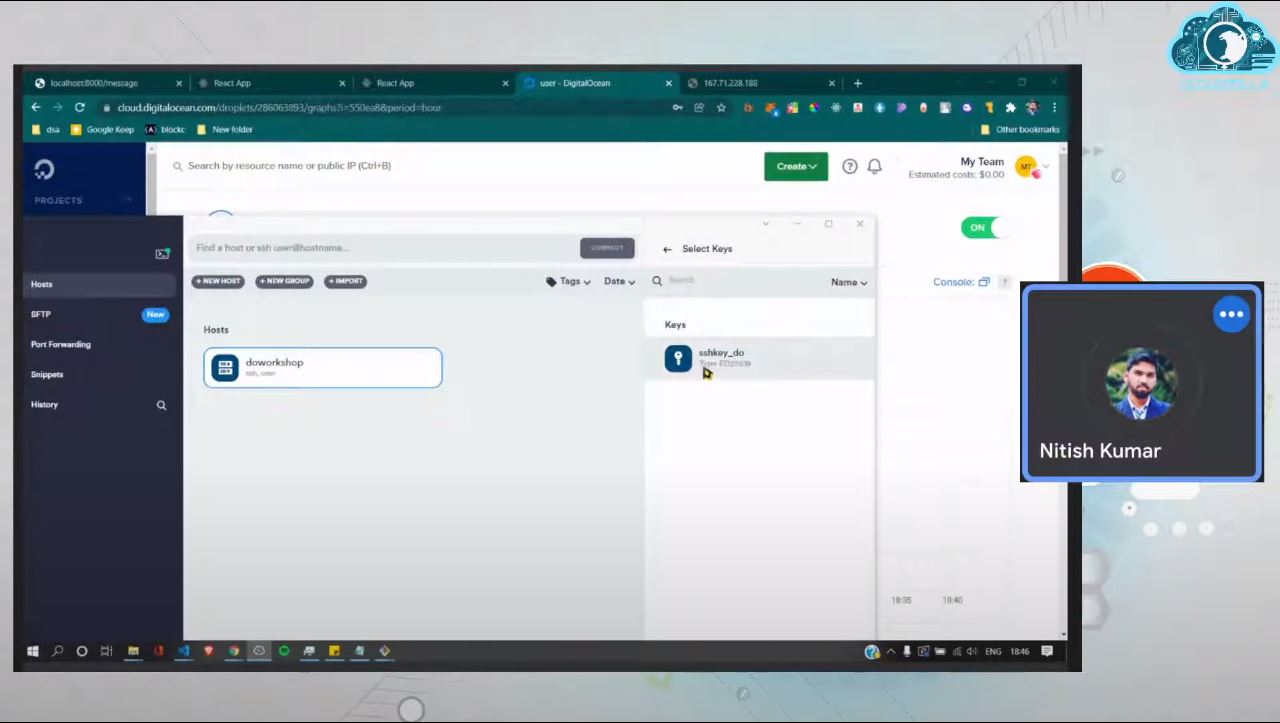 CLOUDZILLA
localhost:8000/message
React App
React App
user - DigitalOcean
167.71.228.188
cloud.digitalocean.com/droplets/286063893/graphs?i=550ea8&period=hour
dsa
Google Keep
blockc
New folder
Other bookmarks
Search by resource name or public IP (Ctrl+B)
Create
My Team
Estimated costs: $0.00
MT
PROJECTS
ON
Find a host or ssh user@hostname...
CONNECT
Select Keys
Hosts
+ NEW HOST
+ NEW GROUP
+ IMPORT
Tags
Date
Search
Name
Console:
?
SFTP
New
Port Forwarding
Snippets
History
Hosts
doworkshop
ssh, user
Keys
sshkey_do
Type ED25519
Nitish Kumar
18:35
18:40
ENG
18:46